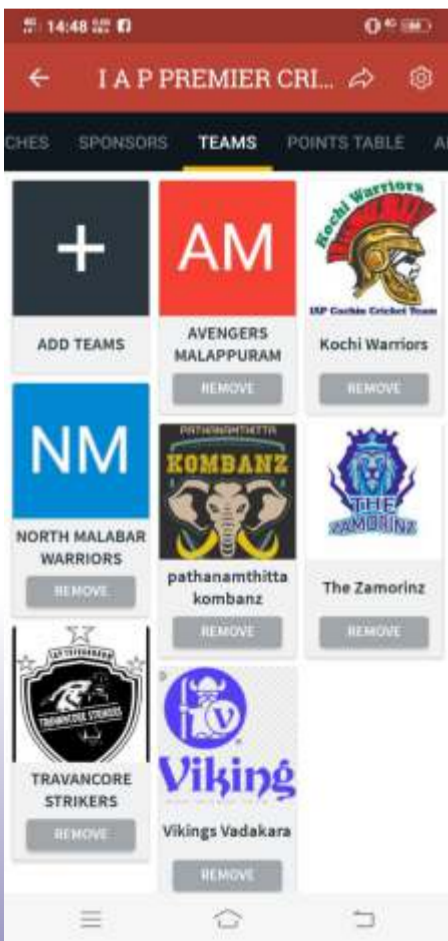 14:48
I A P PREMIER CRI...
CHES SPONSORS TEAMS POINTS TABLE
ADD TEAMS
AM
AVENGERS
MALAPPURAM
REMOVE
Kochi Warriors
IAP Cochin Cricket Team
Kochi Warriors
REMOVE
NM
NORTH MALABAR
WARRIORS
REMOVE
PATHANAMTHITTA
KOMBANZ
pathanamthitta
kombanz
REMOVE
THE
ZAMORINZ
The Zamorinz
REMOVE
TRAVANCORE STRIKERS
TRAVANCORE
STRIKERS
REMOVE
V
Viking
Vikings Vadakara
REMOVE